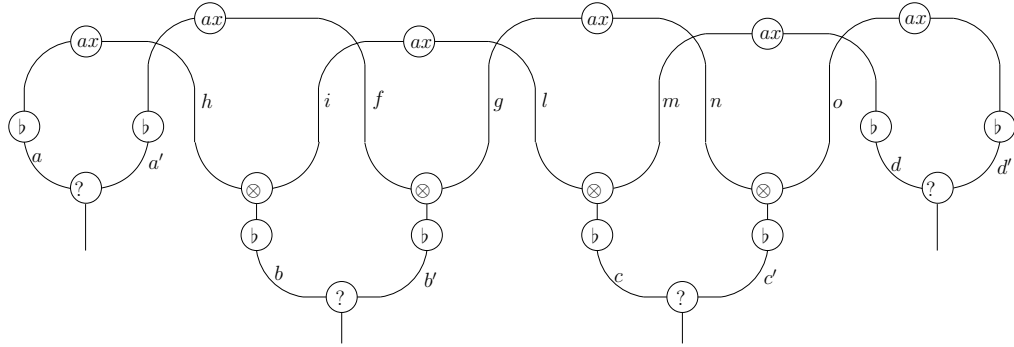 ax ax ax ax ax ax
h i f g l m n o
♭ ♭ ♭ ♭
a a′ d d′
? ⊗ ⊗ ⊗ ⊗ ?
♭ ♭ ♭ ♭
b b′ c c′
? ?